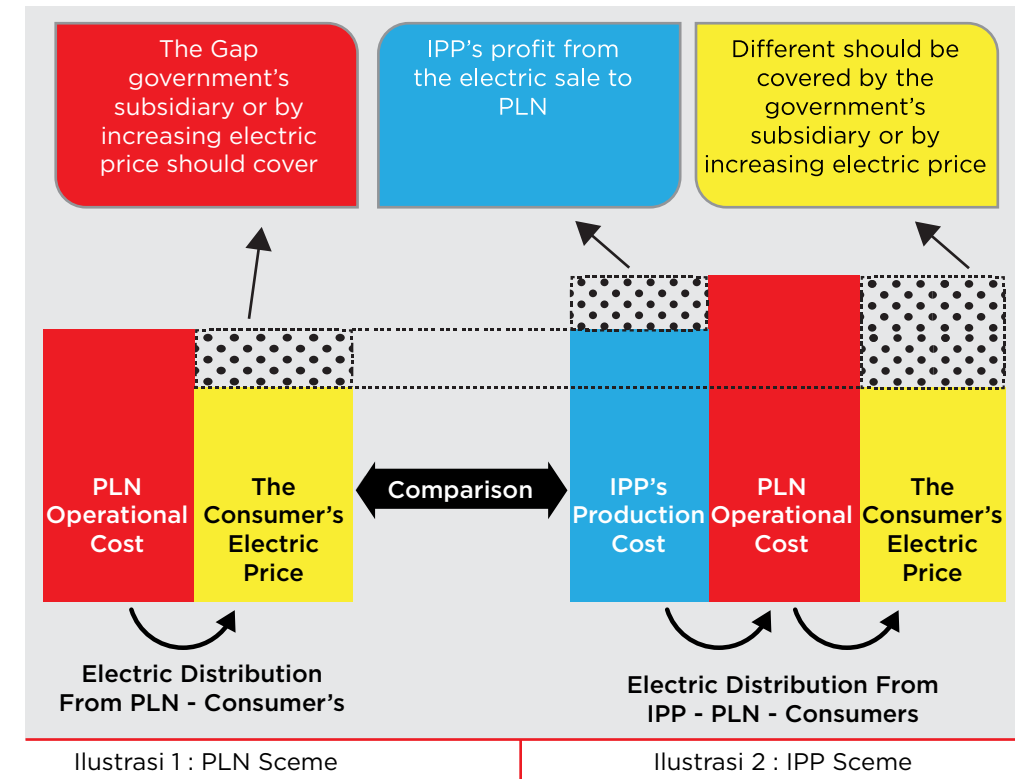 The Gap
government's
subsidiary or by
increasing electric
price should cover
IPP's profit from
the electric sale to
PLN
Different should be
covered by the
government's
subsidiary or by
increasing electric price
PLN
Operational
Cost
The
Consumer's
Electric
Price
Comparison
IPP's
Production
Cost
PLN
Operational
Cost
The
Consumer's
Electric
Price
Electric Distribution
From PLN - Consumer's
Electric Distribution From
IPP - PLN - Consumers
Ilustrasi 1 : PLN Sceme
Ilustrasi 2 : IPP Sceme